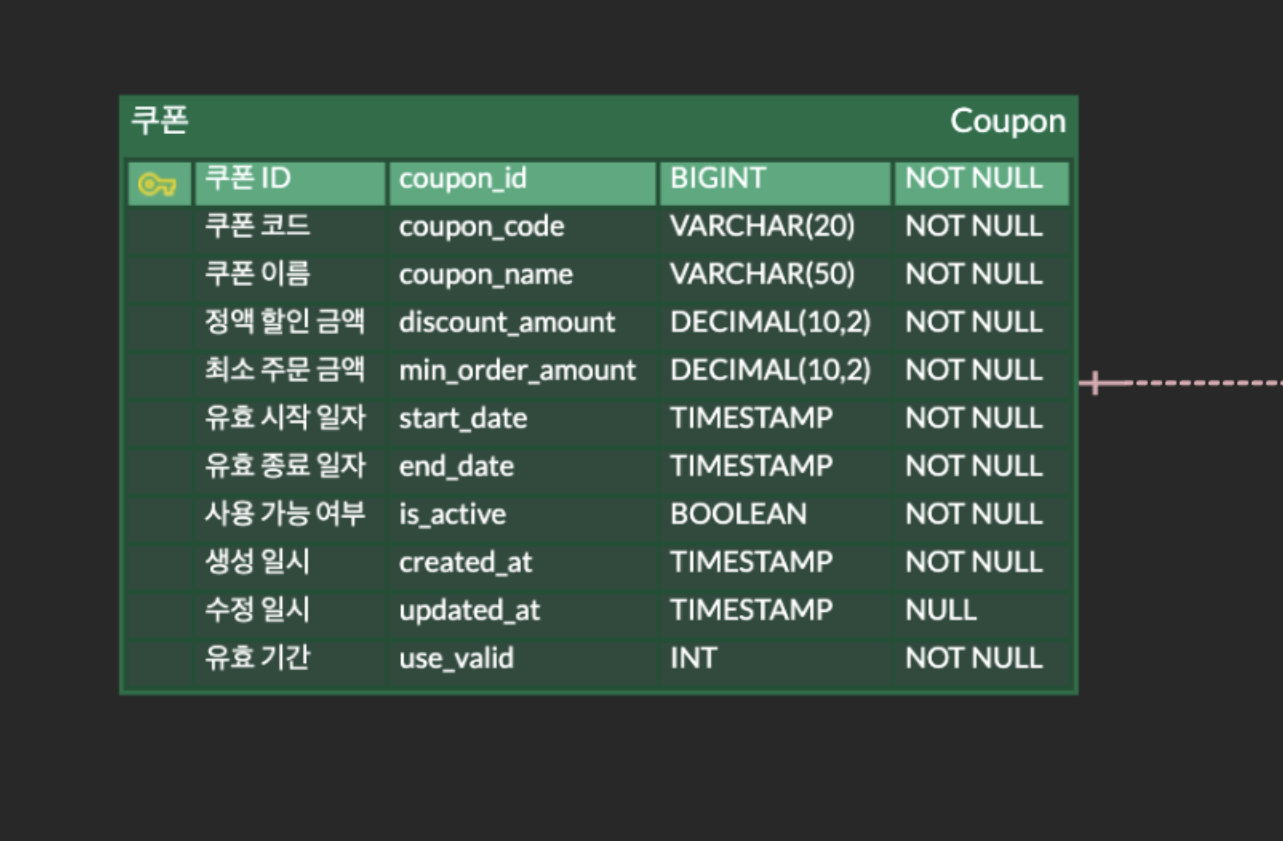 쿠폰 Coupon
쿠폰 ID coupon_id BIGINT NOT NULL
쿠폰 코드 coupon_code VARCHAR(20) NOT NULL
쿠폰 이름 coupon_name VARCHAR(50) NOT NULL
정액 할인 금액 discount_amount DECIMAL(10,2) NOT NULL
최소 주문 금액 min_order_amount DECIMAL(10,2) NOT NULL
유효 시작 일자 start_date TIMESTAMP NOT NULL
유효 종료 일자 end_date TIMESTAMP NOT NULL
사용 가능 여부 is_active BOOLEAN NOT NULL
생성 일시 created_at TIMESTAMP NOT NULL
수정 일시 updated_at TIMESTAMP NULL
유효 기간 use_valid INT NOT NULL